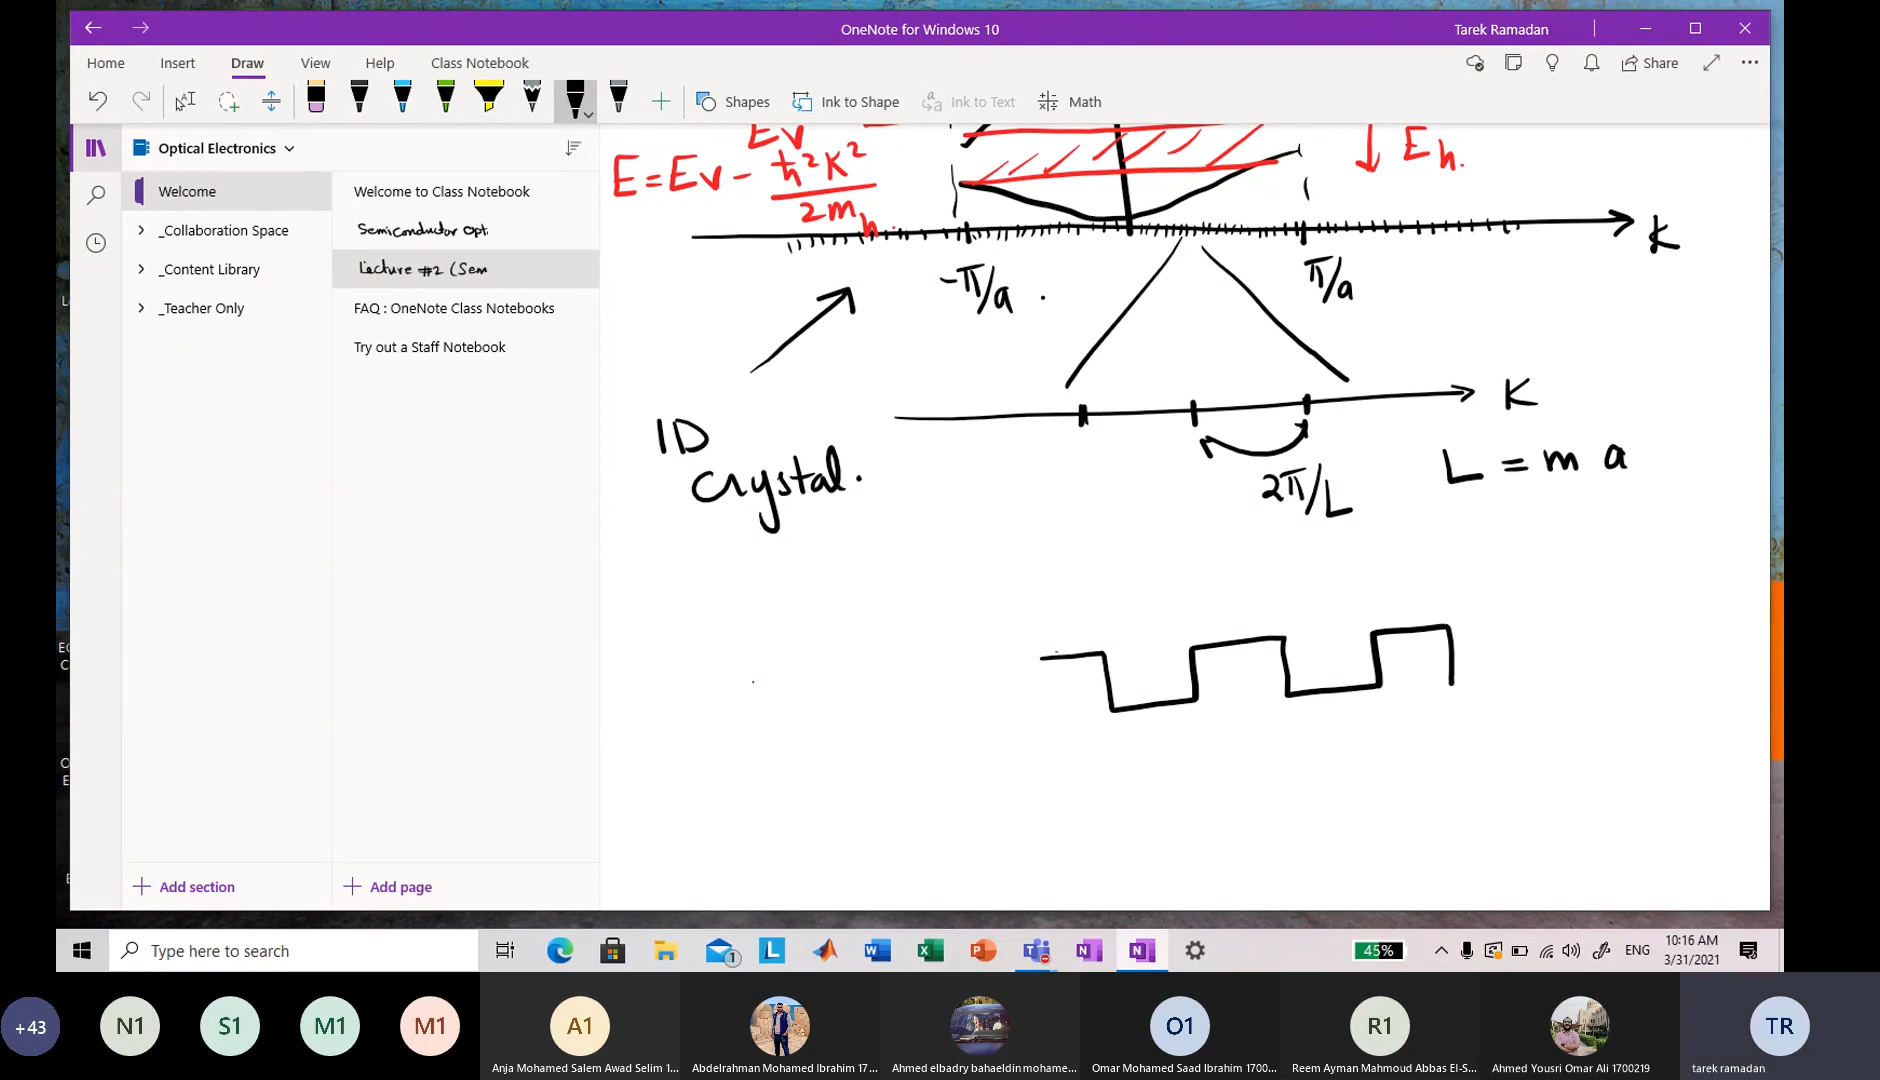 OneNote for Windows 10
Tarek Ramadan
Home Insert Draw View Help Class Notebook
Share
Shapes Ink to Shape Ink to Text Math
Optical Electronics
Welcome
_Collaboration Space
_Content Library
_Teacher Only
Welcome to Class Notebook
Semiconductor Opti
Lecture #2 (Sem
FAQ : OneNote Class Notebooks
Try out a Staff Notebook
Add section
Add page
Ev
E = Ev - ħ²K² / 2mh
Eh.
K
-π/a
π/a
K
1D
crystal.
2π/L
L = m a
Type here to search
1
L
45%
ENG
10:16 AM
3/31/2021
+43
N1
S1
M1
M1
A1
O1
R1
TR
Anja Mohamed Salem Awad Selim 1...
Abdelrahman Mohamed Ibrahim 17...
Ahmed elbadry bahaeldin mohame...
Omar Mohamed Saad Ibrahim 1700...
Reem Ayman Mahmoud Abbas El-S...
Ahmed Yousri Omar Ali 1700219
tarek ramadan